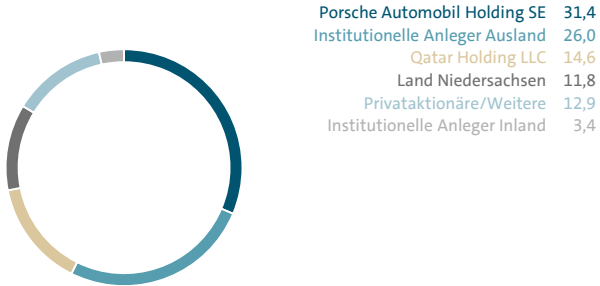 Porsche Automobil Holding SE 31,4
Institutionelle Anleger Ausland 26,0
Qatar Holding LLC 14,6
Land Niedersachsen 11,8
Privataktionäre/Weitere 12,9
Institutionelle Anleger Inland 3,4